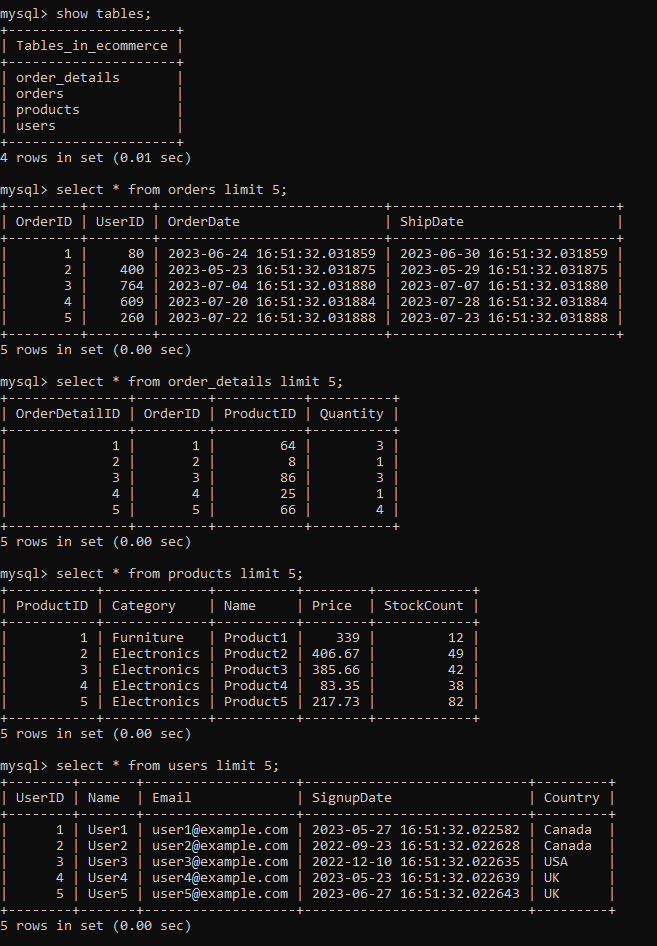 mysql> show tables;
+---------------------+
| Tables_in_ecommerce |
+---------------------+
| order_details       |
| orders              |
| products            |
| users               |
+---------------------+
4 rows in set (0.01 sec)

mysql> select * from orders limit 5;
+---------+--------+----------------------------+----------------------------+
| OrderID | UserID | OrderDate                  | ShipDate                   |
+---------+--------+----------------------------+----------------------------+
|       1 |     80 | 2023-06-24 16:51:32.031859 | 2023-06-30 16:51:32.031859 |
|       2 |    400 | 2023-05-23 16:51:32.031875 | 2023-05-29 16:51:32.031875 |
|       3 |    764 | 2023-07-04 16:51:32.031880 | 2023-07-07 16:51:32.031880 |
|       4 |    609 | 2023-07-20 16:51:32.031884 | 2023-07-28 16:51:32.031884 |
|       5 |    260 | 2023-07-22 16:51:32.031888 | 2023-07-23 16:51:32.031888 |
+---------+--------+----------------------------+----------------------------+
5 rows in set (0.00 sec)

mysql> select * from order_details limit 5;
+---------------+---------+-----------+----------+
| OrderDetailID | OrderID | ProductID | Quantity |
+---------------+---------+-----------+----------+
|             1 |       1 |        64 |        3 |
|             2 |       2 |         8 |        1 |
|             3 |       3 |        86 |        3 |
|             4 |       4 |        25 |        1 |
|             5 |       5 |        66 |        4 |
+---------------+---------+-----------+----------+
5 rows in set (0.00 sec)

mysql> select * from products limit 5;
+-----------+-------------+----------+--------+------------+
| ProductID | Category    | Name     | Price  | StockCount |
+-----------+-------------+----------+--------+------------+
|         1 | Furniture   | Product1 |    339 |         12 |
|         2 | Electronics | Product2 | 406.67 |         49 |
|         3 | Electronics | Product3 | 385.66 |         42 |
|         4 | Electronics | Product4 |  83.35 |         38 |
|         5 | Electronics | Product5 | 217.73 |         82 |
+-----------+-------------+----------+--------+------------+
5 rows in set (0.00 sec)

mysql> select * from users limit 5;
+--------+-------+-------------------+----------------------------+---------+
| UserID | Name  | Email             | SignupDate                 | Country |
+--------+-------+-------------------+----------------------------+---------+
|      1 | User1 | user1@example.com | 2023-05-27 16:51:32.022582 | Canada  |
|      2 | User2 | user2@example.com | 2022-09-23 16:51:32.022628 | Canada  |
|      3 | User3 | user3@example.com | 2022-12-10 16:51:32.022635 | USA     |
|      4 | User4 | user4@example.com | 2023-05-23 16:51:32.022639 | UK      |
|      5 | User5 | user5@example.com | 2023-06-27 16:51:32.022643 | UK      |
+--------+-------+-------------------+----------------------------+---------+
5 rows in set (0.00 sec)